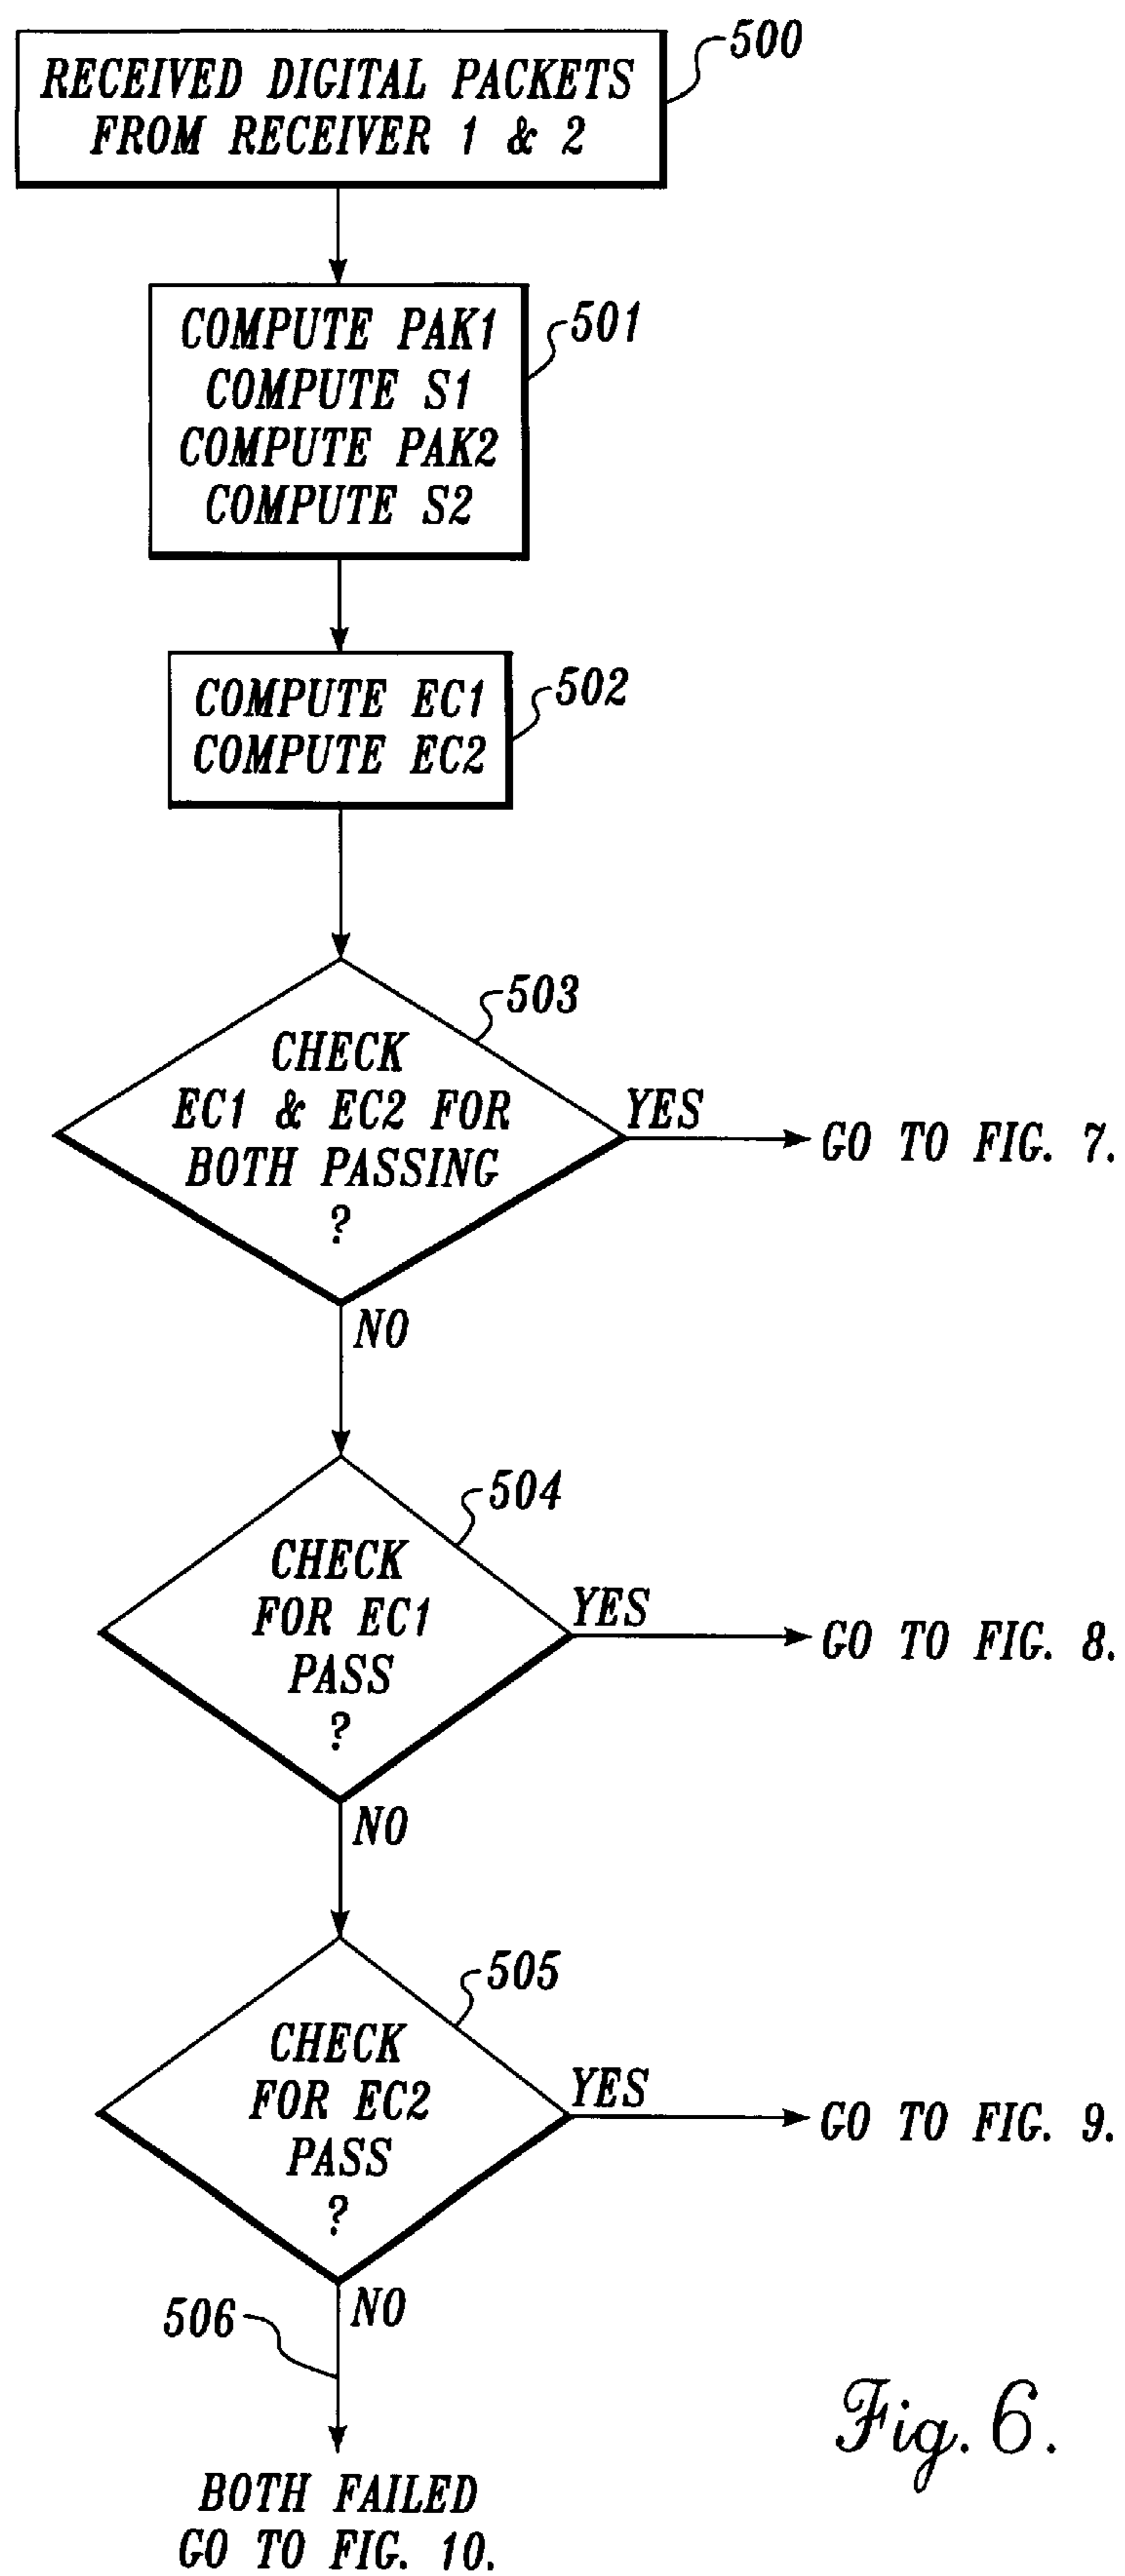 500
RECEIVED DIGITAL PACKETS
FROM RECEIVER 1 & 2
501
COMPUTE PAK1
COMPUTE S1
COMPUTE PAK2
COMPUTE S2
502
COMPUTE EC1
COMPUTE EC2
503
CHECK
EC1 & EC2 FOR
BOTH PASSING
?
YES
GO TO FIG. 7.
NO
504
CHECK
FOR EC1
PASS
?
YES
GO TO FIG. 8.
NO
505
CHECK
FOR EC2
PASS
?
YES
GO TO FIG. 9.
NO
506
BOTH FAILED
GO TO FIG. 10.
Fig. 6.